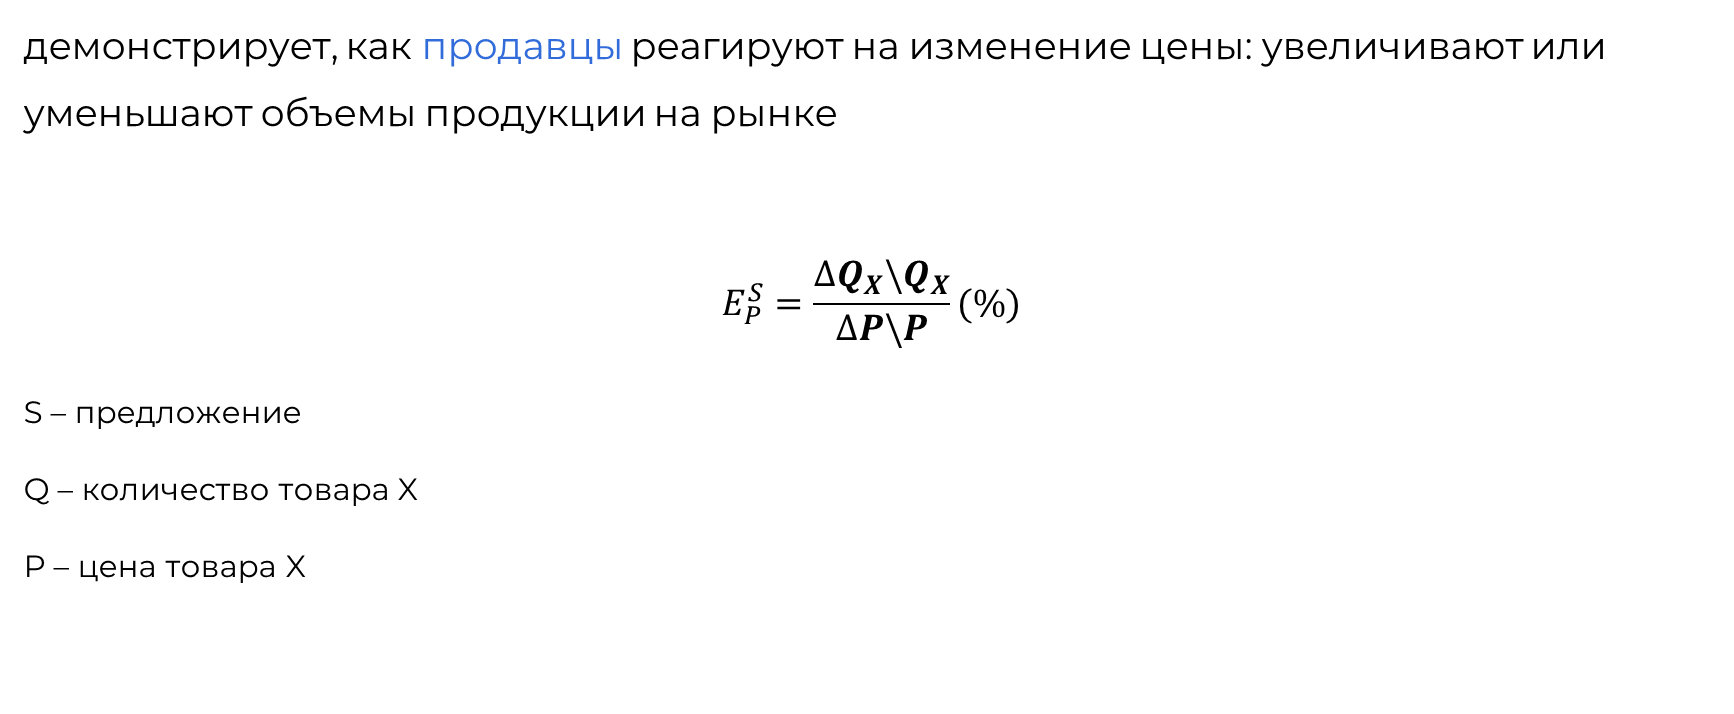 демонстрирует, как продавцы реагируют на изменение цены: увеличивают или
уменьшают объемы продукции на рынке
E_P^S = ΔQ_X\Q_X / ΔP\P (%)
S – предложение
Q – количество товара X
P – цена товара X